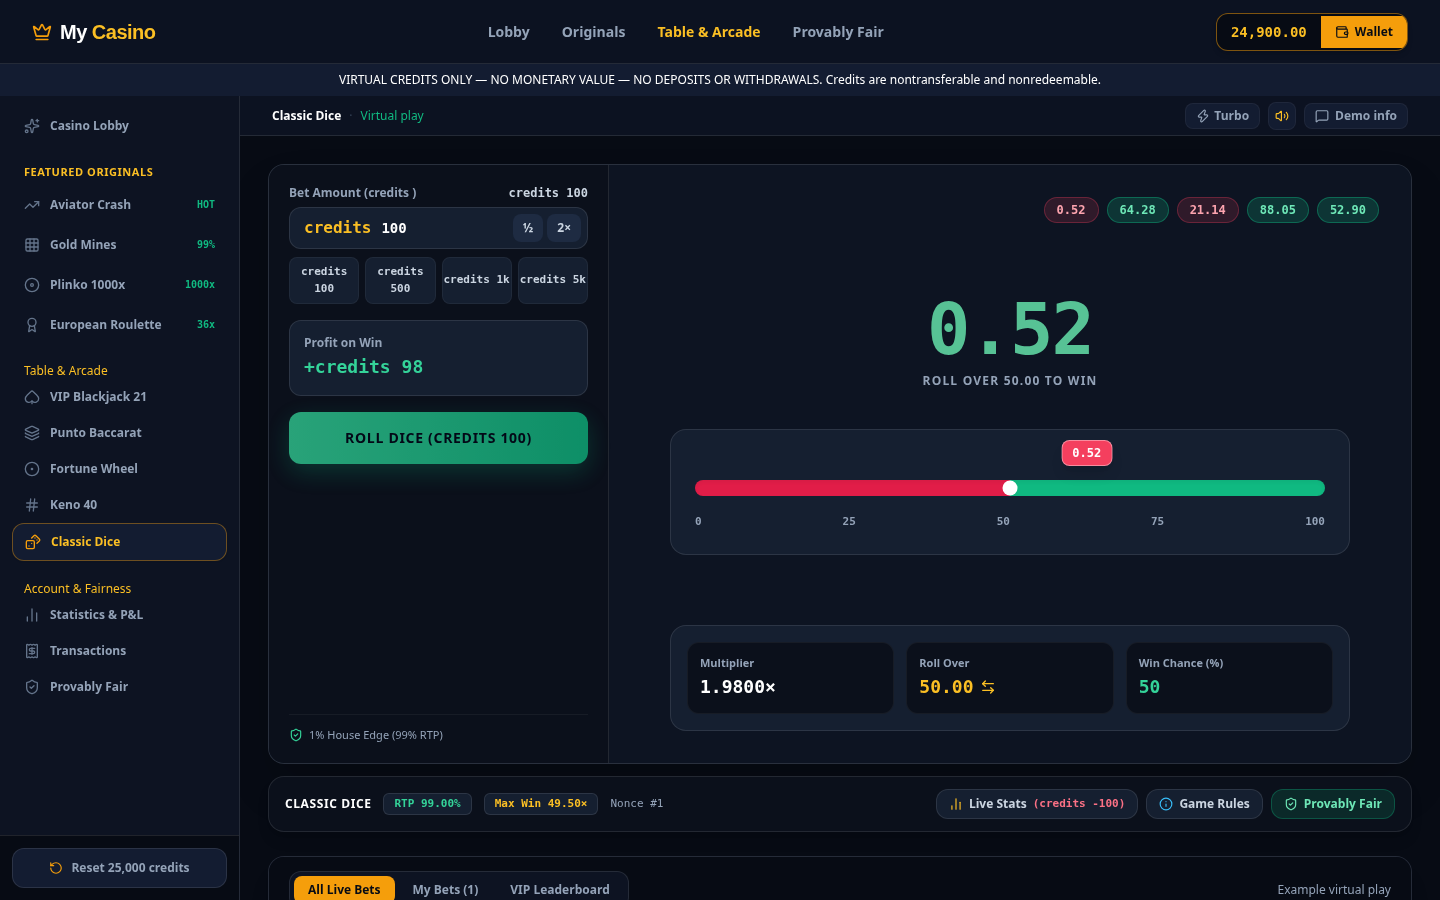 My Casino
Lobby
Originals
Table & Arcade
Provably Fair
24,900.00
Wallet
VIRTUAL CREDITS ONLY — NO MONETARY VALUE — NO DEPOSITS OR WITHDRAWALS. Credits are nontransferable and nonredeemable.
Casino Lobby
FEATURED ORIGINALS
Aviator Crash HOT
Gold Mines 99%
Plinko 1000x 1000x
European Roulette 36x
Table & Arcade
VIP Blackjack 21
Punto Baccarat
Fortune Wheel
Keno 40
Classic Dice
Account & Fairness
Statistics & P&L
Transactions
Provably Fair
Reset 25,000 credits
Classic Dice · Virtual play
Turbo
Demo info
Bet Amount (credits ) credits 100
credits 100 ½ 2×
credits 100
credits 500
credits 1k
credits 5k
Profit on Win
+credits 98
ROLL DICE (CREDITS 100)
1% House Edge (99% RTP)
0.52 64.28 21.14 88.05 52.90
0.52
ROLL OVER 50.00 TO WIN
0.52
0 25 50 75 100
Multiplier
1.9800×
Roll Over
50.00
Win Chance (%)
50
CLASSIC DICE RTP 99.00% Max Win 49.50× Nonce #1
Live Stats (credits -100)
Game Rules
Provably Fair
All Live Bets
My Bets (1)
VIP Leaderboard
Example virtual play